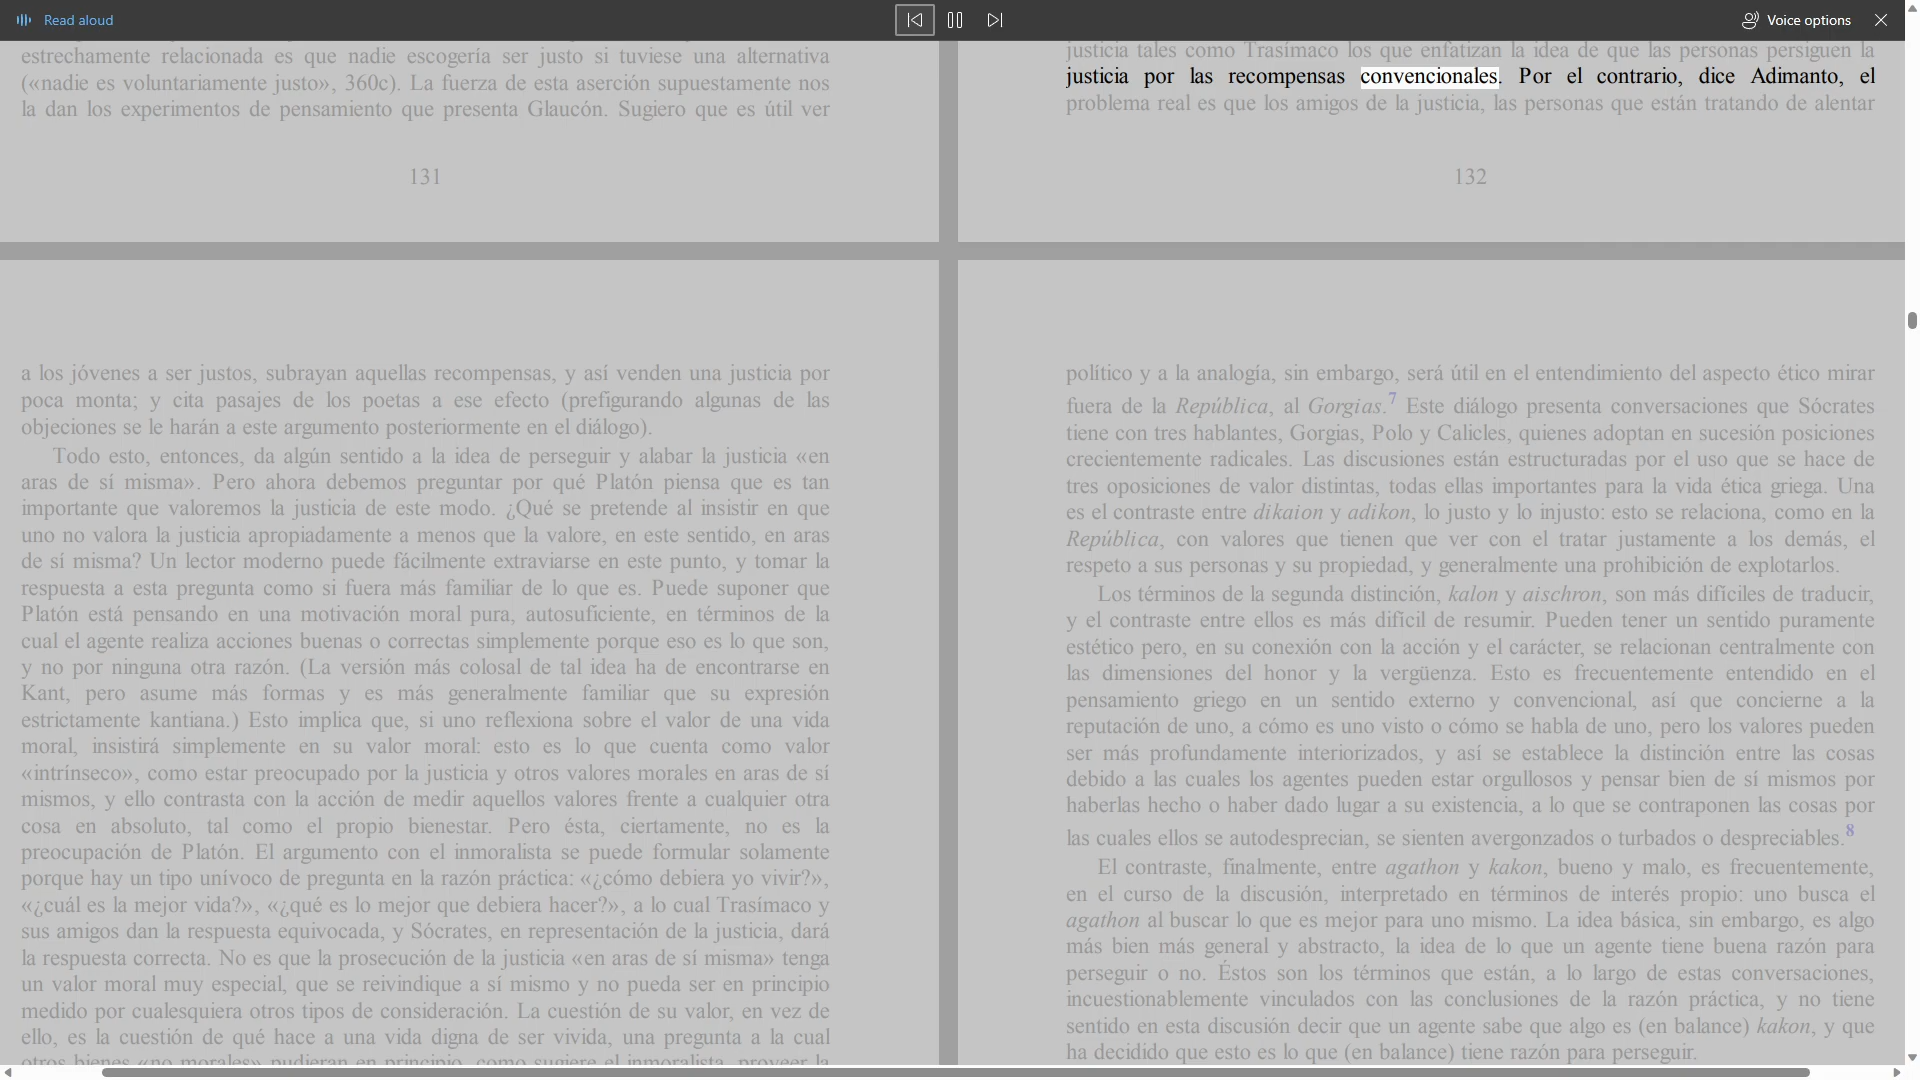 Read aloud
Voice options
estrechamente relacionada es que nadie escogería ser justo si tuviese una alternativa
(«nadie es voluntariamente justo», 360c). La fuerza de esta aserción supuestamente nos
la dan los experimentos de pensamiento que presenta Glaucón. Sugiero que es útil ver
131
justicia tales como Trasímaco los que enfatizan la idea de que las personas persiguen la
justicia por las recompensas convencionales. Por el contrario, dice Adimanto, el
problema real es que los amigos de la justicia, las personas que están tratando de alentar
132
a los jóvenes a ser justos, subrayan aquellas recompensas, y así venden una justicia por
poca monta; y cita pasajes de los poetas a ese efecto (prefigurando algunas de las
objeciones se le harán a este argumento posteriormente en el diálogo).
Todo esto, entonces, da algún sentido a la idea de perseguir y alabar la justicia «en
aras de sí misma». Pero ahora debemos preguntar por qué Platón piensa que es tan
importante que valoremos la justicia de este modo. ¿Qué se pretende al insistir en que
uno no valora la justicia apropiadamente a menos que la valore, en este sentido, en aras
de sí misma? Un lector moderno puede fácilmente extraviarse en este punto, y tomar la
respuesta a esta pregunta como si fuera más familiar de lo que es. Puede suponer que
Platón está pensando en una motivación moral pura, autosuficiente, en términos de la
cual el agente realiza acciones buenas o correctas simplemente porque eso es lo que son,
y no por ninguna otra razón. (La versión más colosal de tal idea ha de encontrarse en
Kant, pero asume más formas y es más generalmente familiar que su expresión
estrictamente kantiana.) Esto implica que, si uno reflexiona sobre el valor de una vida
moral, insistirá simplemente en su valor moral: esto es lo que cuenta como valor
«intrínseco», como estar preocupado por la justicia y otros valores morales en aras de sí
mismos, y ello contrasta con la acción de medir aquellos valores frente a cualquier otra
cosa en absoluto, tal como el propio bienestar. Pero ésta, ciertamente, no es la
preocupación de Platón. El argumento con el inmoralista se puede formular solamente
porque hay un tipo unívoco de pregunta en la razón práctica: «¿cómo debiera yo vivir?»,
«¿cuál es la mejor vida?», «¿qué es lo mejor que debiera hacer?», a lo cual Trasímaco y
sus amigos dan la respuesta equivocada, y Sócrates, en representación de la justicia, dará
la respuesta correcta. No es que la prosecución de la justicia «en aras de sí misma» tenga
un valor moral muy especial, que se reivindique a sí mismo y no pueda ser en principio
medido por cualesquiera otros tipos de consideración. La cuestión de su valor, en vez de
ello, es la cuestión de qué hace a una vida digna de ser vivida, una pregunta a la cual
otros bienes «no morales» pudieran en principio, como sugiere el inmoralista, proveer la
político y a la analogía, sin embargo, será útil en el entendimiento del aspecto ético mirar
fuera de la República, al Gorgias.7 Este diálogo presenta conversaciones que Sócrates
tiene con tres hablantes, Gorgias, Polo y Calicles, quienes adoptan en sucesión posiciones
crecientemente radicales. Las discusiones están estructuradas por el uso que se hace de
tres oposiciones de valor distintas, todas ellas importantes para la vida ética griega. Una
es el contraste entre dikaion y adikon, lo justo y lo injusto: esto se relaciona, como en la
República, con valores que tienen que ver con el tratar justamente a los demás, el
respeto a sus personas y su propiedad, y generalmente una prohibición de explotarlos.
Los términos de la segunda distinción, kalon y aischron, son más difíciles de traducir,
y el contraste entre ellos es más difícil de resumir. Pueden tener un sentido puramente
estético pero, en su conexión con la acción y el carácter, se relacionan centralmente con
las dimensiones del honor y la vergüenza. Esto es frecuentemente entendido en el
pensamiento griego en un sentido externo y convencional, así que concierne a la
reputación de uno, a cómo es uno visto o cómo se habla de uno, pero los valores pueden
ser más profundamente interiorizados, y así se establece la distinción entre las cosas
debido a las cuales los agentes pueden estar orgullosos y pensar bien de sí mismos por
haberlas hecho o haber dado lugar a su existencia, a lo que se contraponen las cosas por
las cuales ellos se autodesprecian, se sienten avergonzados o turbados o despreciables.8
El contraste, finalmente, entre agathon y kakon, bueno y malo, es frecuentemente,
en el curso de la discusión, interpretado en términos de interés propio: uno busca el
agathon al buscar lo que es mejor para uno mismo. La idea básica, sin embargo, es algo
más bien más general y abstracto, la idea de lo que un agente tiene buena razón para
perseguir o no. Éstos son los términos que están, a lo largo de estas conversaciones,
incuestionablemente vinculados con las conclusiones de la razón práctica, y no tiene
sentido en esta discusión decir que un agente sabe que algo es (en balance) kakon, y que
ha decidido que esto es lo que (en balance) tiene razón para perseguir.